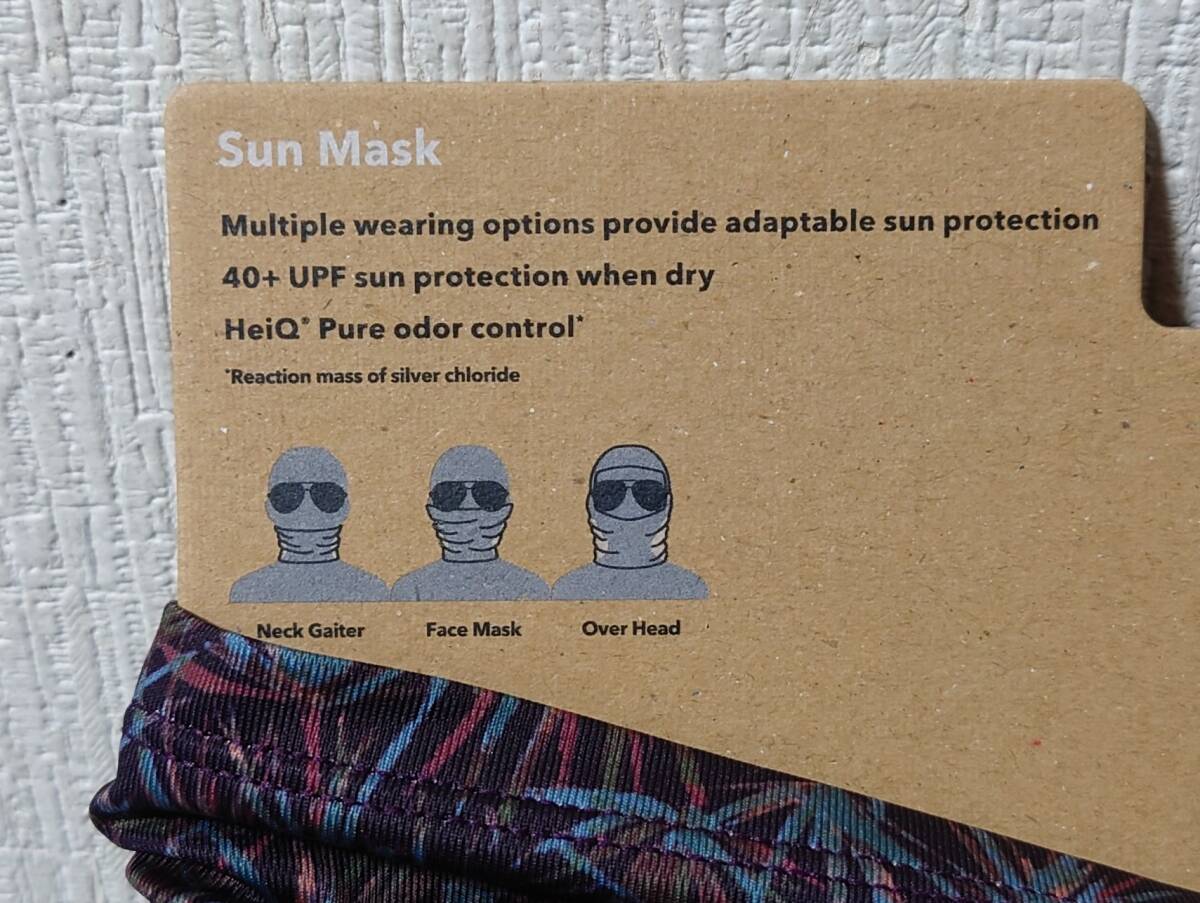 Sun Mask
Multiple wearing options provide adaptable sun protection
40+ UPF sun protection when dry
HeiQ® Pure odor control*
*Reaction mass of silver chloride
Neck Gaiter Face Mask Over Head